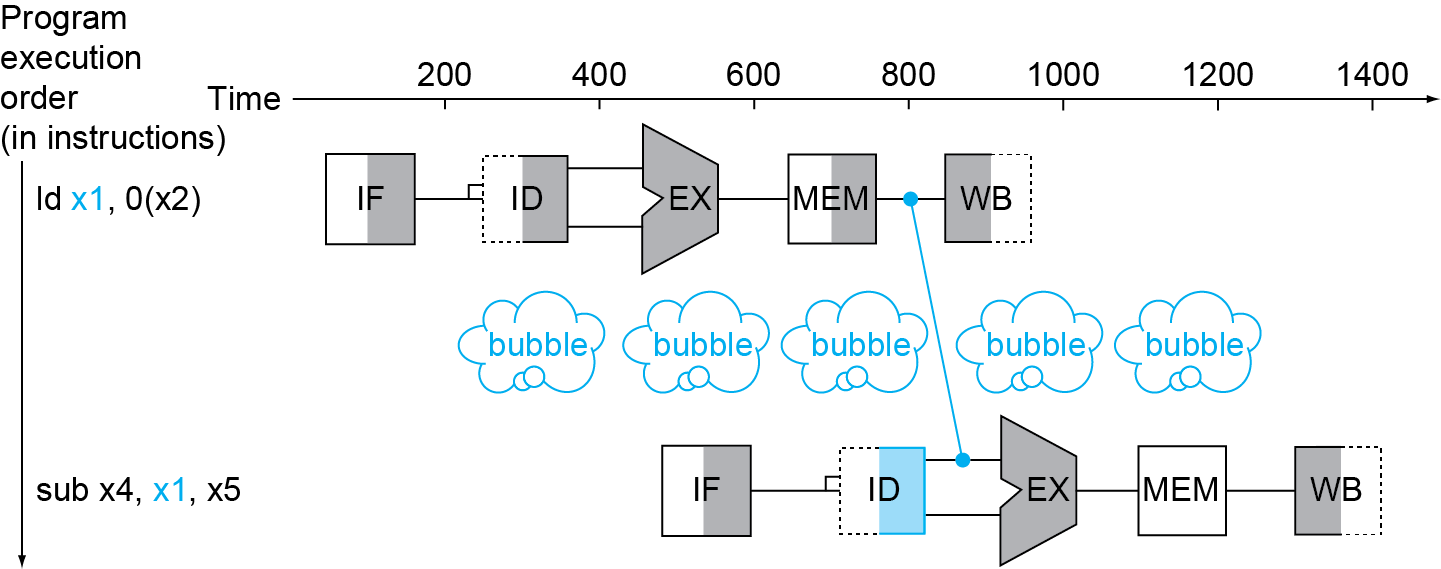 Program
execution
order
(in instructions)
Time
200 400 600 800 1000 1200 1400
ld x1, 0(x2)
IF ID EX MEM WB
bubble bubble bubble bubble bubble
sub x4, x1, x5
IF ID EX MEM WB